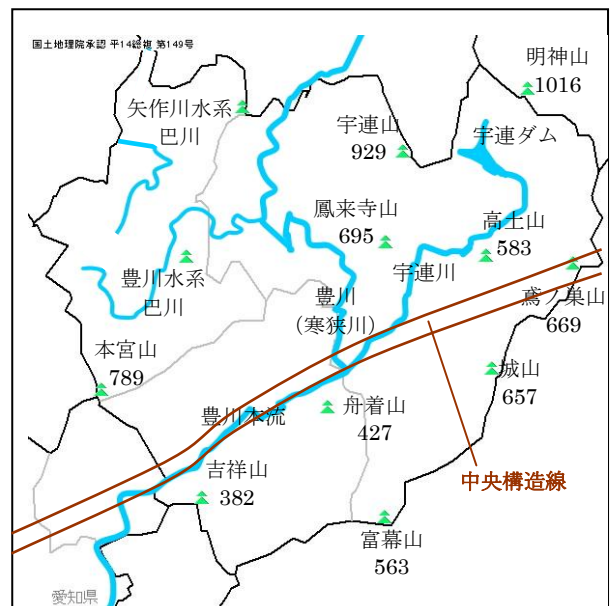 国土地理院承認 平14総複 第149号
明神山
1016
矢作川水系
巴川
宇連山
929
宇連ダム
鳳来寺山
695
高土山
583
豊川水系
巴川
豊川
（寒狭川）
宇連川
鳶ノ巣山
669
本宮山
789
城山
657
豊川本流
舟着山
427
吉祥山
382
中央構造線
富幕山
563
愛知県